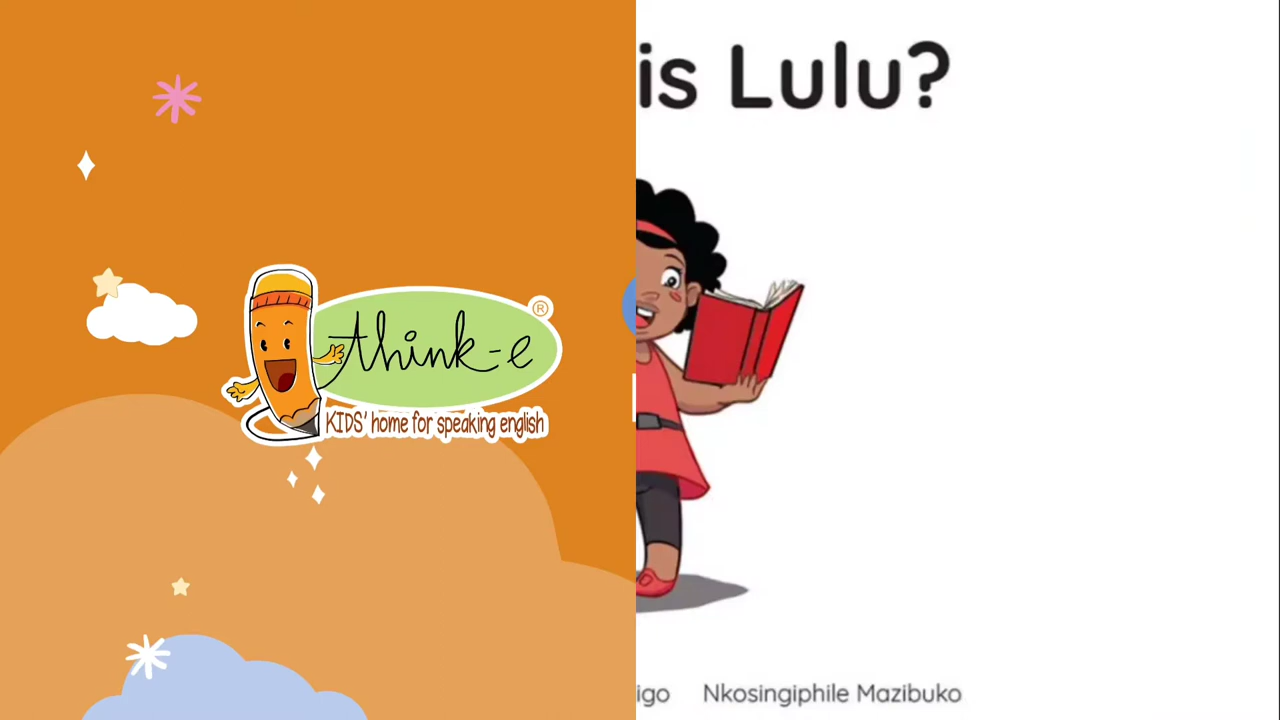 is Lulu?
think-e ®
KIDS' home for speaking english
igo Nkosingiphile Mazibuko